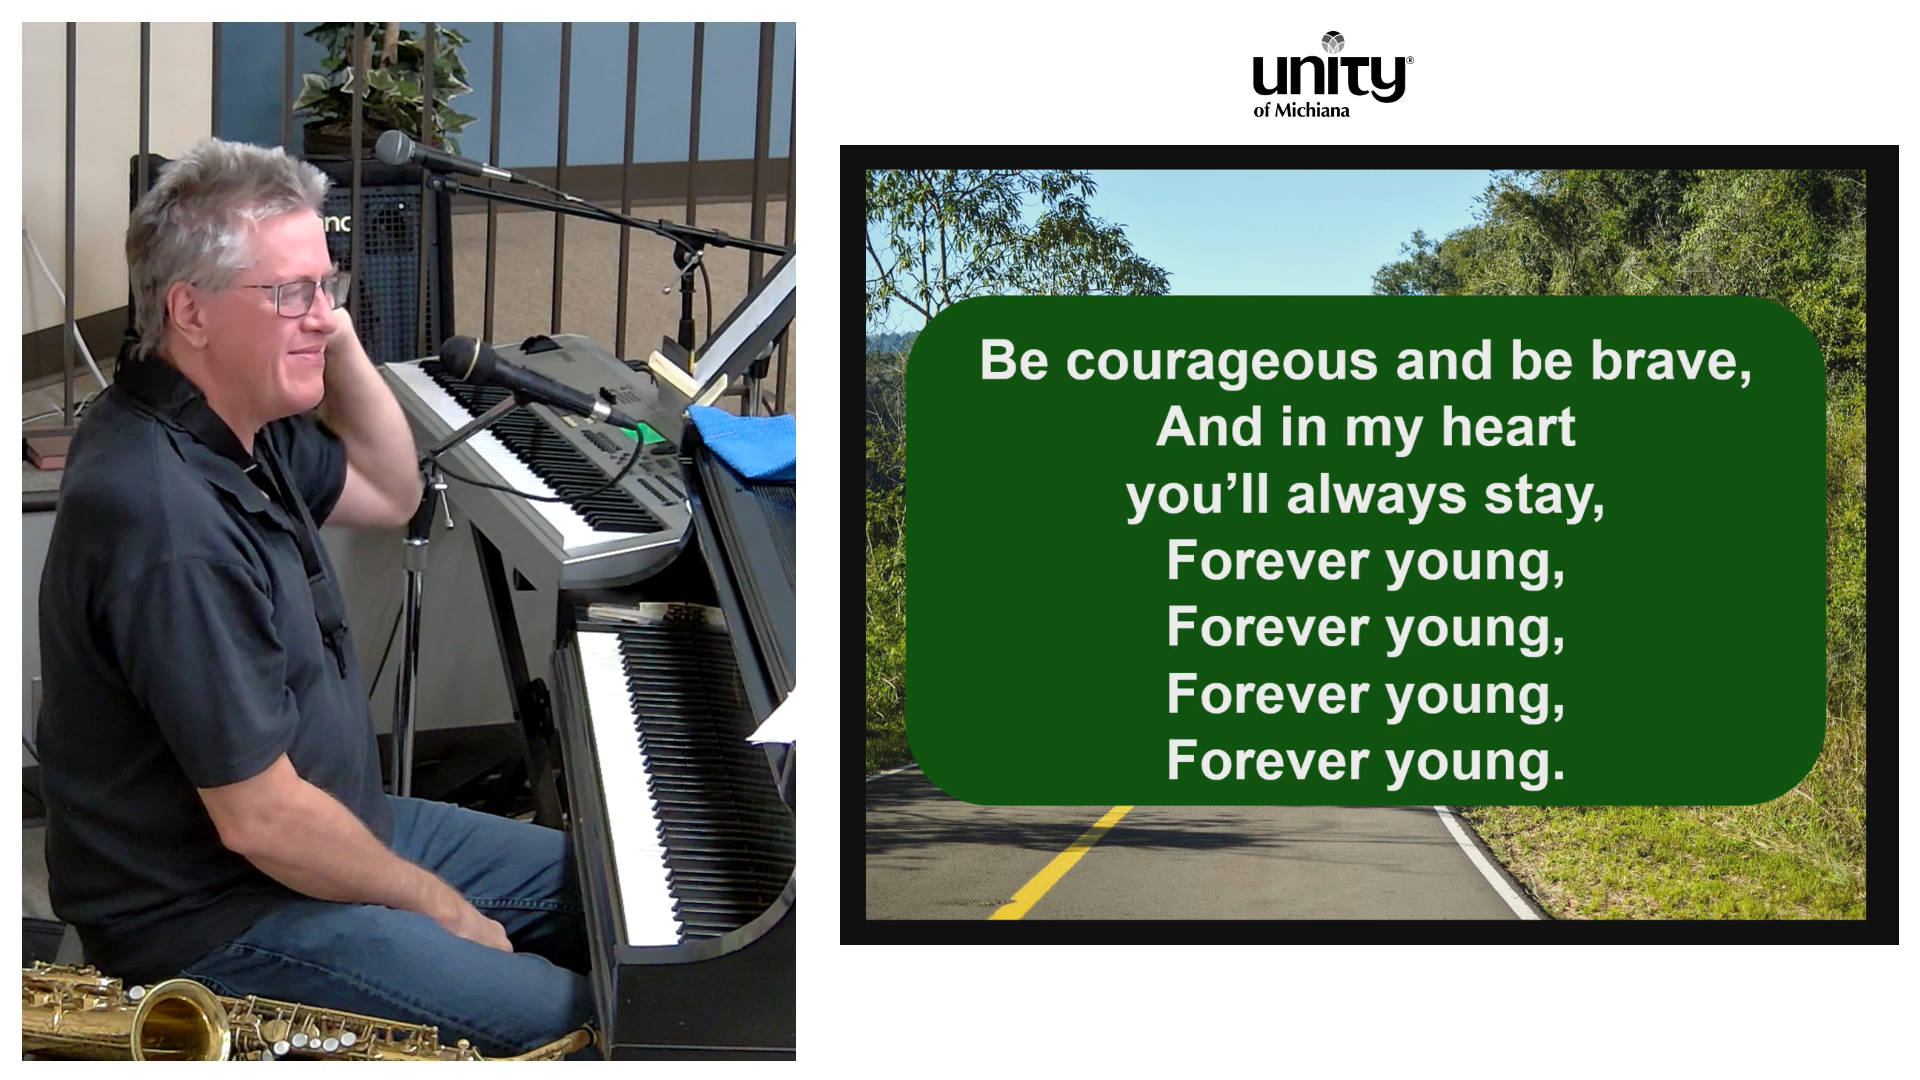 unity®
of Michiana
Be courageous and be brave,
And in my heart
you’ll always stay,
Forever young,
Forever young,
Forever young,
Forever young.